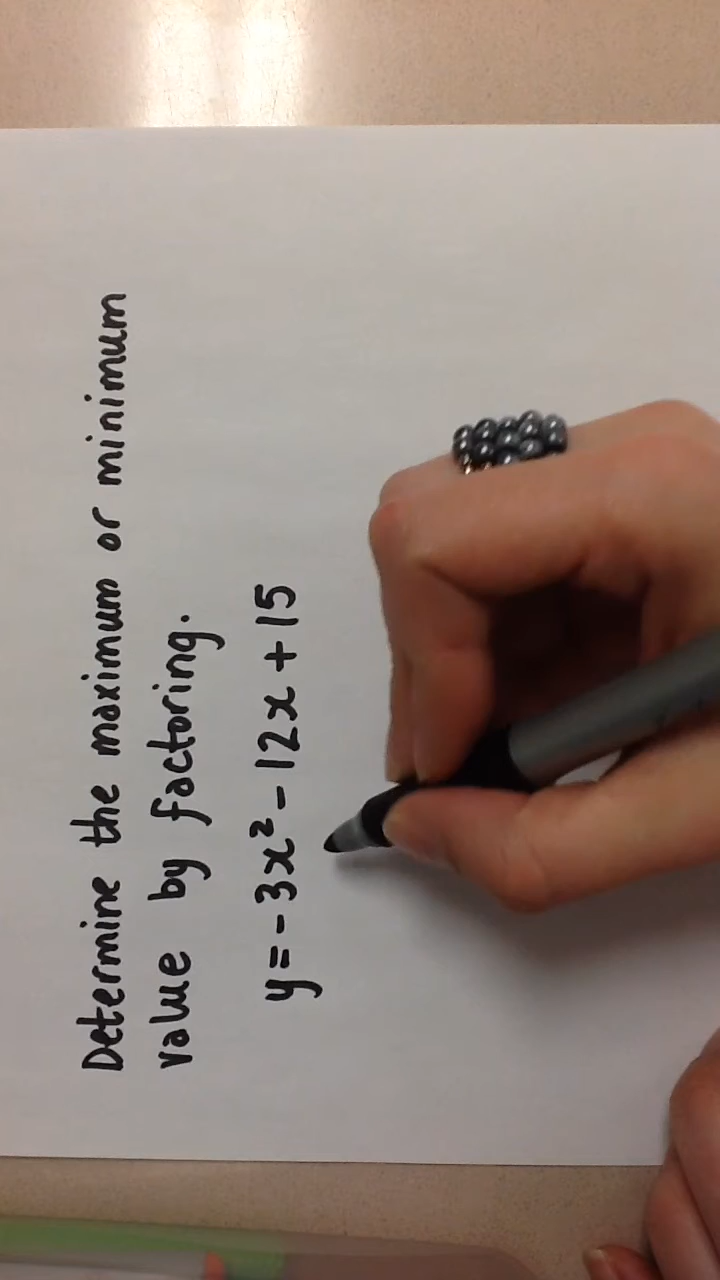 Determine the maximum or minimum
value by factoring.
y=-3x²-12x+15